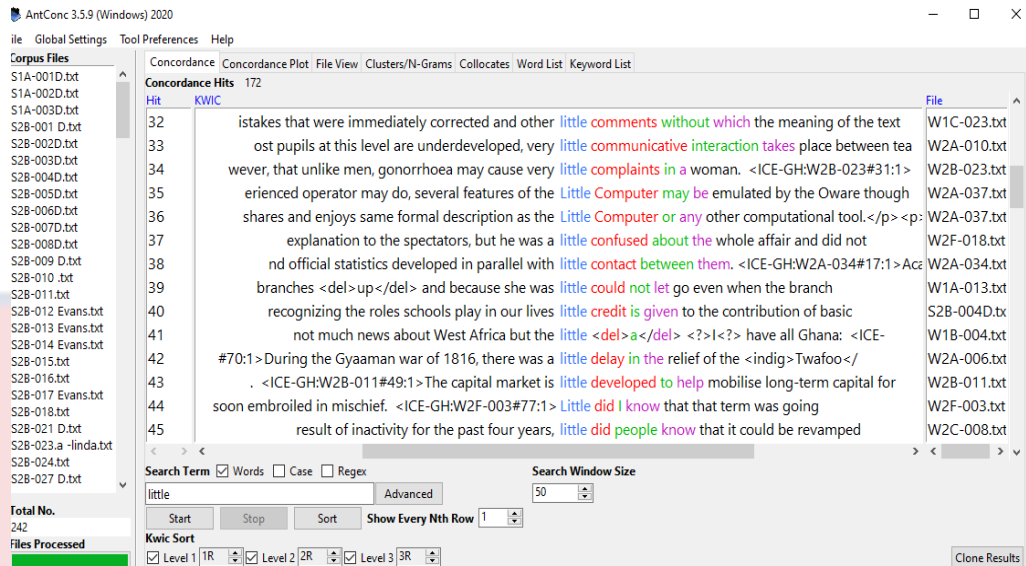 AntConc 3.5.9 (Windows) 2020
ile Global Settings Tool Preferences Help
Corpus Files
S1A-001D.txt
S1A-002D.txt
S1A-003D.txt
S2B-001 D.txt
S2B-002D.txt
S2B-003D.txt
S2B-004D.txt
S2B-005D.txt
S2B-006D.txt
S2B-007D.txt
S2B-008D.txt
S2B-009 D.txt
S2B-010 .txt
S2B-011.txt
S2B-012 Evans.txt
S2B-013 Evans.txt
S2B-014 Evans.txt
S2B-015.txt
S2B-016.txt
S2B-017 Evans.txt
S2B-018.txt
S2B-021 D.txt
S2B-023.a -linda.txt
S2B-024.txt
S2B-027 D.txt
Total No.
242
Files Processed
Concordance Concordance Plot File View Clusters/N-Grams Collocates Word List Keyword List
Concordance Hits 172
Hit KWIC File
32 istakes that were immediately corrected and other little comments without which the meaning of the text W1C-023.txt
33 ost pupils at this level are underdeveloped, very little communicative interaction takes place between tea W2A-010.txt
34 wever, that unlike men, gonorrhoea may cause very little complaints in a woman. <ICE-GH:W2B-023#31:1> W2B-023.txt
35 erienced operator may do, several features of the Little Computer may be emulated by the Oware though W2A-037.txt
36 shares and enjoys same formal description as the Little Computer or any other computational tool.</p><p> W2A-037.txt
37 explanation to the spectators, but he was a little confused about the whole affair and did not W2F-018.txt
38 nd official statistics developed in parallel with little contact between them. <ICE-GH:W2A-034#17:1>Aca W2A-034.txt
39 branches <del>up</del> and because she was little could not let go even when the branch W1A-013.txt
40 recognizing the roles schools play in our lives little credit is given to the contribution of basic S2B-004D.tx
41 not much news about West Africa but the little <del>a</del> <?>I<?> have all Ghana: <ICE- W1B-004.txt
42 #70:1>During the Gyaaman war of 1816, there was a little delay in the relief of the <indig>Twafoo</ W2A-006.txt
43 . <ICE-GH:W2B-011#49:1>The capital market is little developed to help mobilise long-term capital for W2B-011.txt
44 soon embroiled in mischief. <ICE-GH:W2F-003#77:1> Little did I know that that term was going W2F-003.txt
45 result of inactivity for the past four years, little did people know that it could be revamped W2C-008.txt
Search Term Words Case Regex Search Window Size
little Advanced 50
Start Stop Sort Show Every Nth Row 1
Kwic Sort
Level 1 1R Level 2 2R Level 3 3R Clone Results